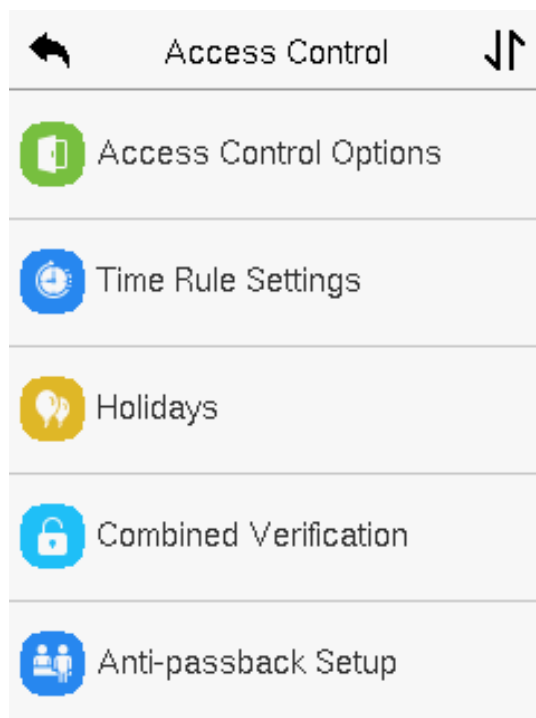 Access Control
Access Control Options
Time Rule Settings
Holidays
Combined Verification
Anti-passback Setup